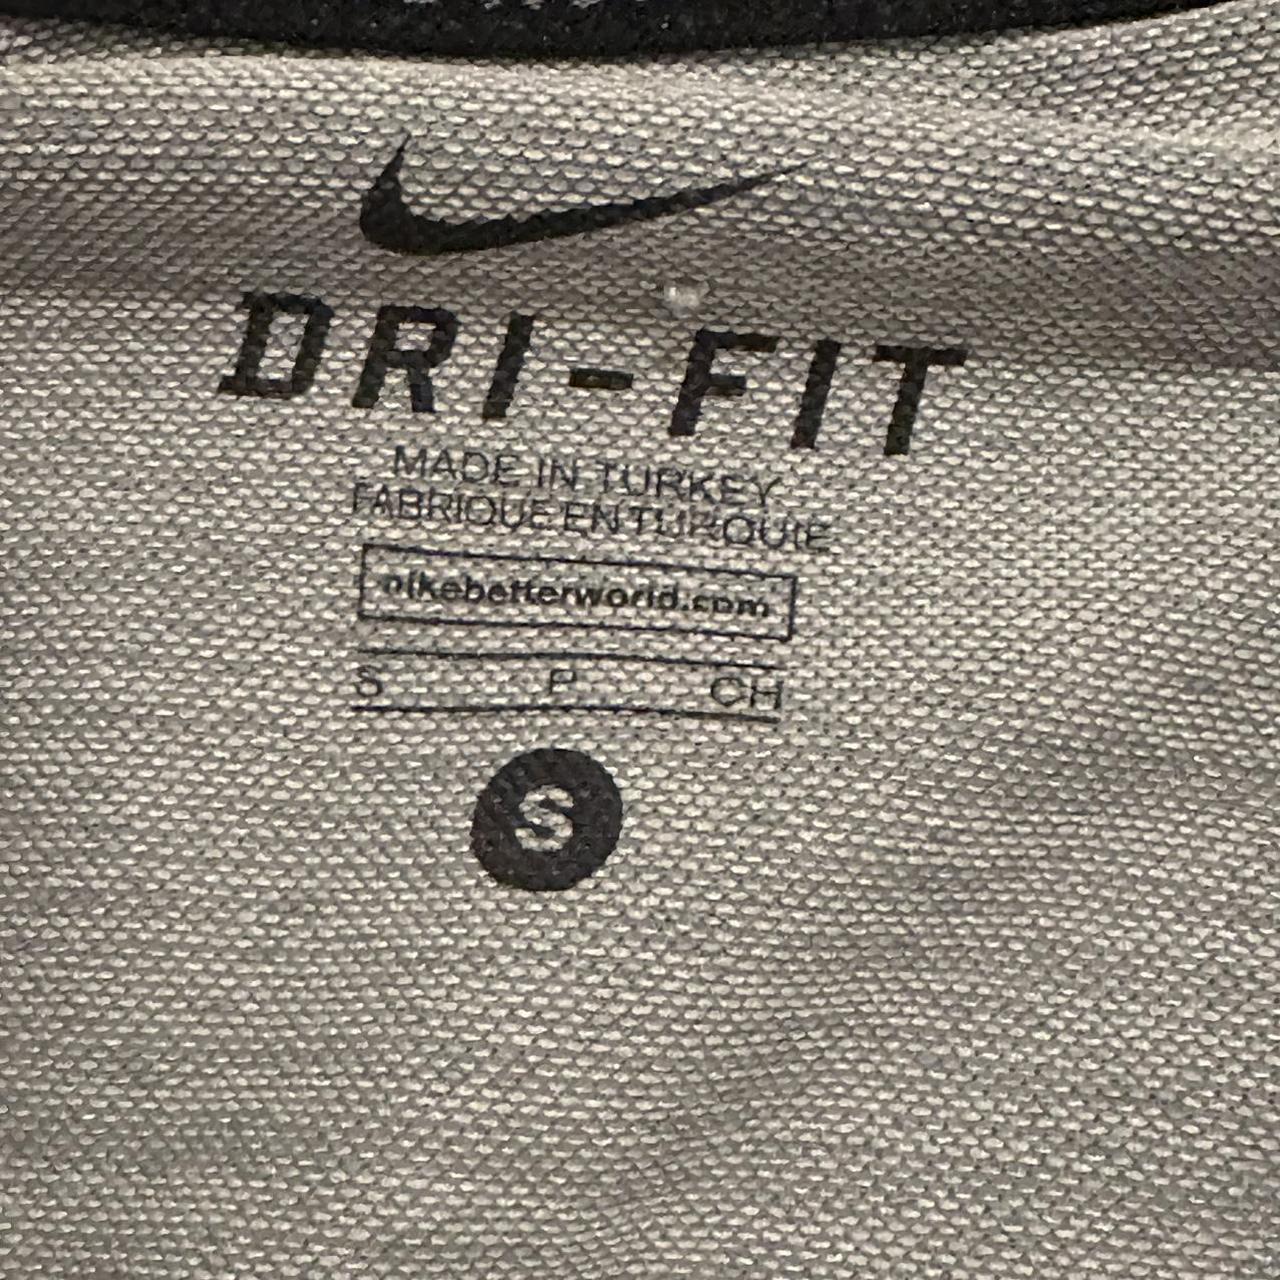 DRI-FIT
MADE IN TURKEY
FABRIQUE EN TURQUIE
nikebetterworld.com
S P CH
S